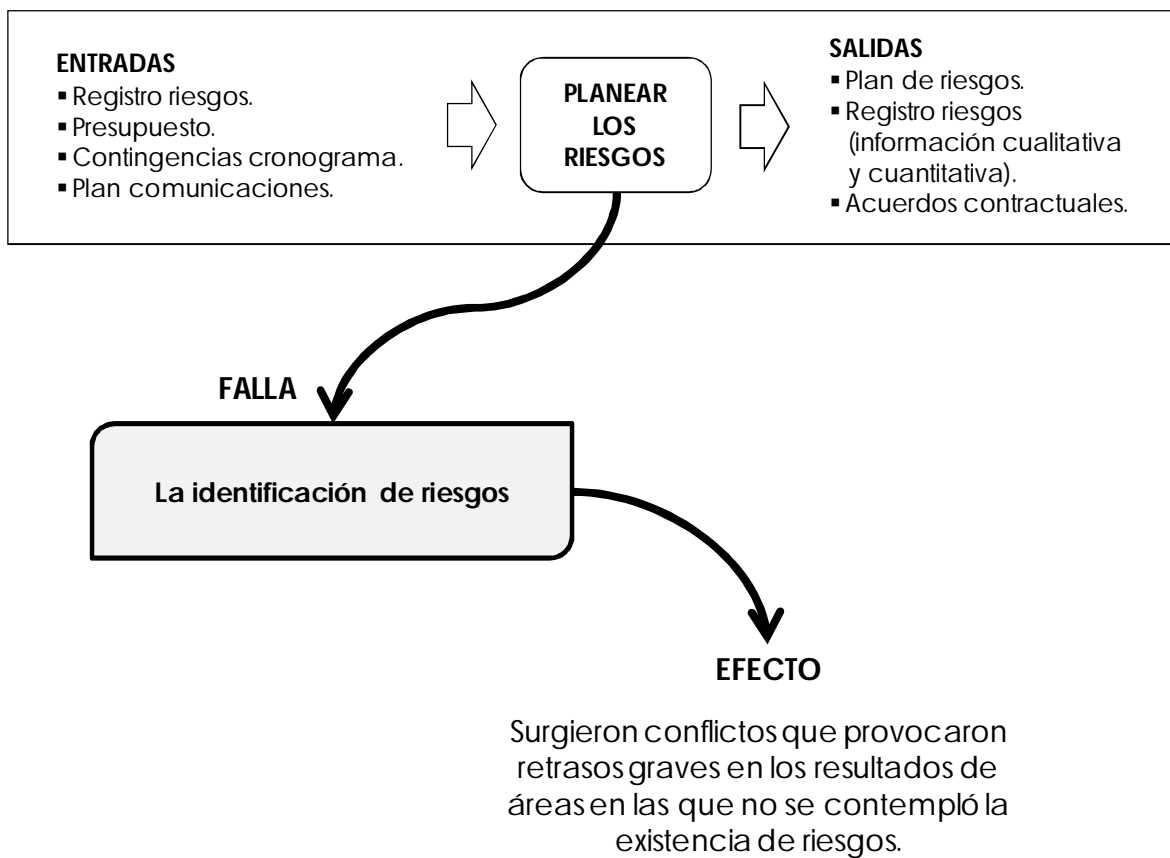 ENTRADAS
▪ Registro riesgos.
▪ Presupuesto.
▪ Contingencias cronograma.
▪ Plan comunicaciones.
PLANEAR
LOS
RIESGOS
SALIDAS
▪ Plan de riesgos.
▪ Registro riesgos
(información cualitativa
y cuantitativa).
▪ Acuerdos contractuales.
FALLA
La identificación de riesgos
EFECTO
Surgieron conflictos que provocaron
retrasos graves en los resultados de
áreas en las que no se contempló la
existencia de riesgos.